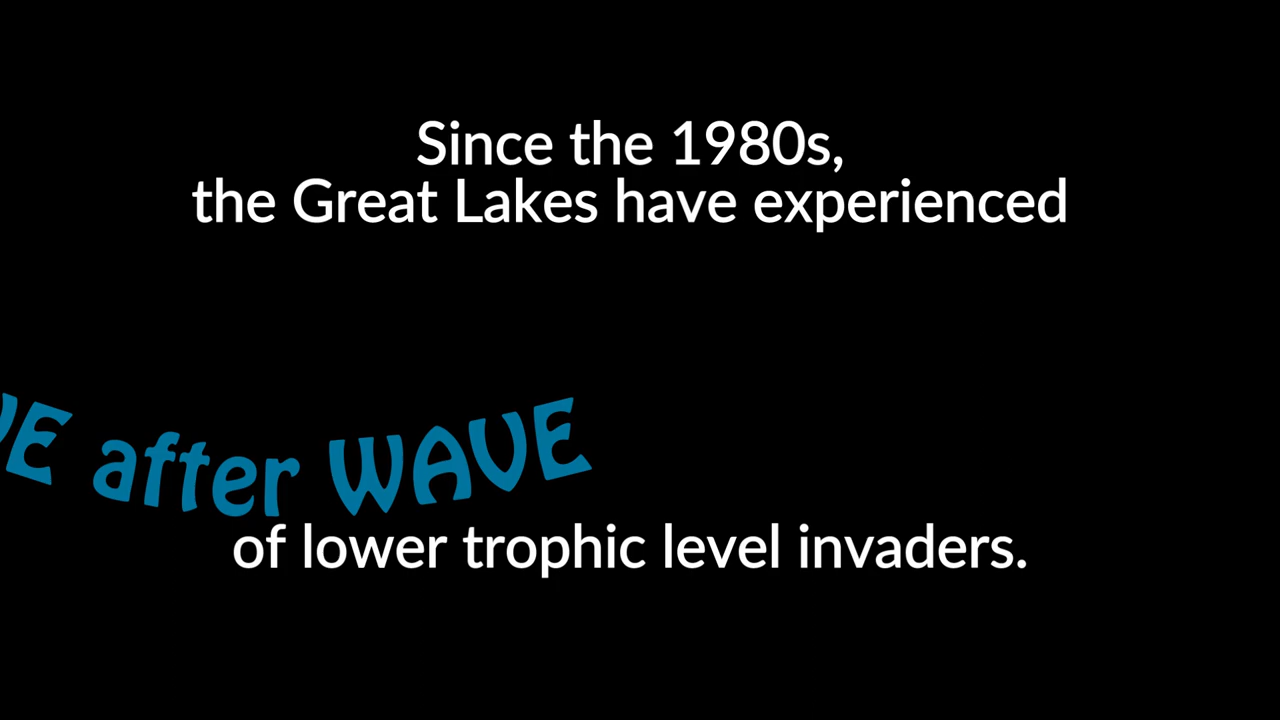 Since the 1980s,
the Great Lakes have experienced
after WAVE
of lower trophic level invaders.